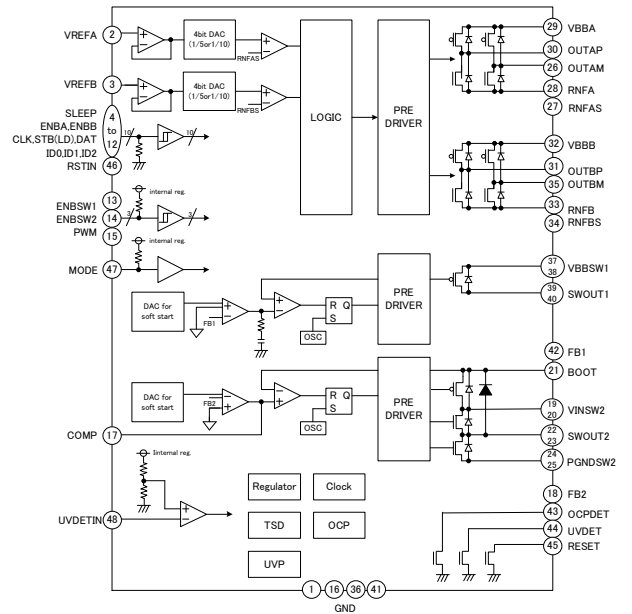 VREFA
2
4bit DAC
(1/5or1/10)
RNFAS
VREFB
3
4bit DAC
(1/5or1/10)
RNFBS
LOGIC
PRE
DRIVER
29
VBBA
30
OUTAP
26
OUTAM
28
RNFA
27
RNFAS
SLEEP
ENBA,ENBB
CLK,STB(LD),DAT
ID0,ID1,ID2
RSTIN
4
to
12
46
10
10
32
VBBB
31
OUTBP
35
OUTBM
33
RNFB
34
RNFBS
internal reg.
ENBSW1
ENBSW2
PWM
13
14
15
3
3
internal reg.
MODE
47
DAC for
soft start
FB1
R Q
S
OSC
PRE
DRIVER
37
38
VBBSW1
39
40
SWOUT1
42
FB1
21
BOOT
DAC for
soft start
FB2
R Q
S
OSC
PRE
DRIVER
19
20
VINSW2
22
23
SWOUT2
24
25
PGNDSW2
COMP
17
Iinternal reg.
UVDETIN
48
Regulator
Clock
TSD
OCP
UVP
18
FB2
43
OCPDET
44
UVDET
45
RESET
1
16
36
41
GND